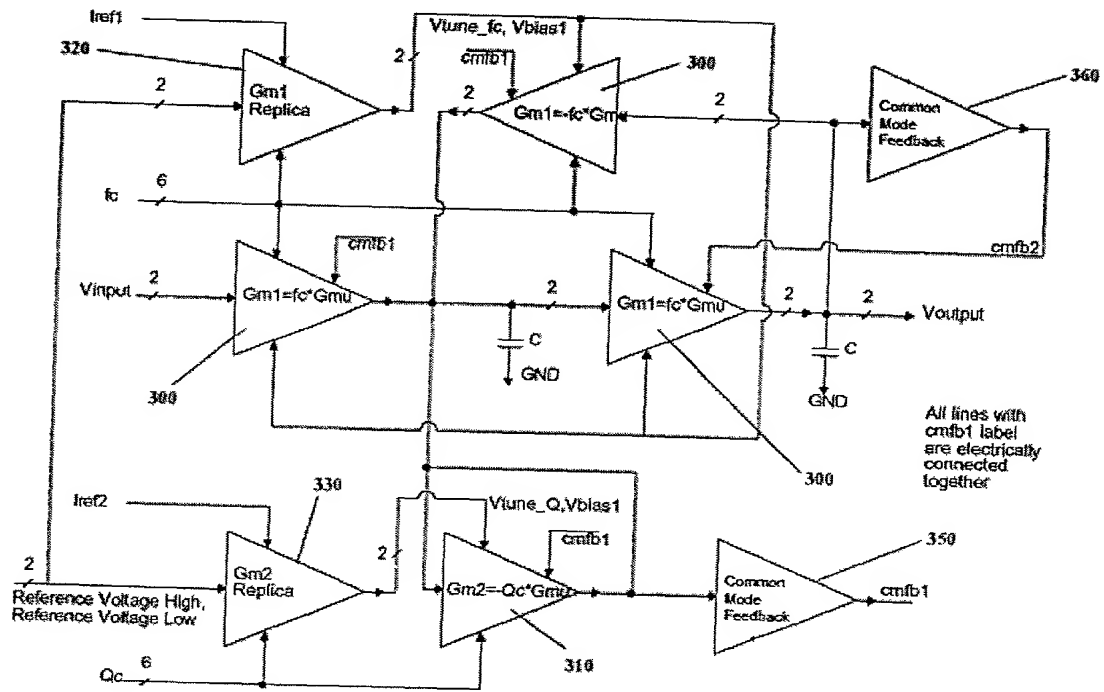 Iref1
320
2
Gm1
Replica
2
Vtune_fc, Vbias1
cmfb1
2
Gm1=-fc*Gmu
300
2
Common
Mode
Feedback
360
fc
6
cmfb1
cmfb2
Vinput
2
Gm1=fc*Gmu
300
2
C
GND
Gm1=fc*Gmu
300
2
2
Voutput
C
GND
All lines with
cmfb1 label
are electrically
connected
together
Iref2
330
2
Gm2
Replica
2
Vtune_Q,Vbias1
cmfb1
Gm2=-Qc*Gmu
310
350
Common
Mode
Feedback
cmfb1
Reference Voltage High,
Reference Voltage Low
Qc
6